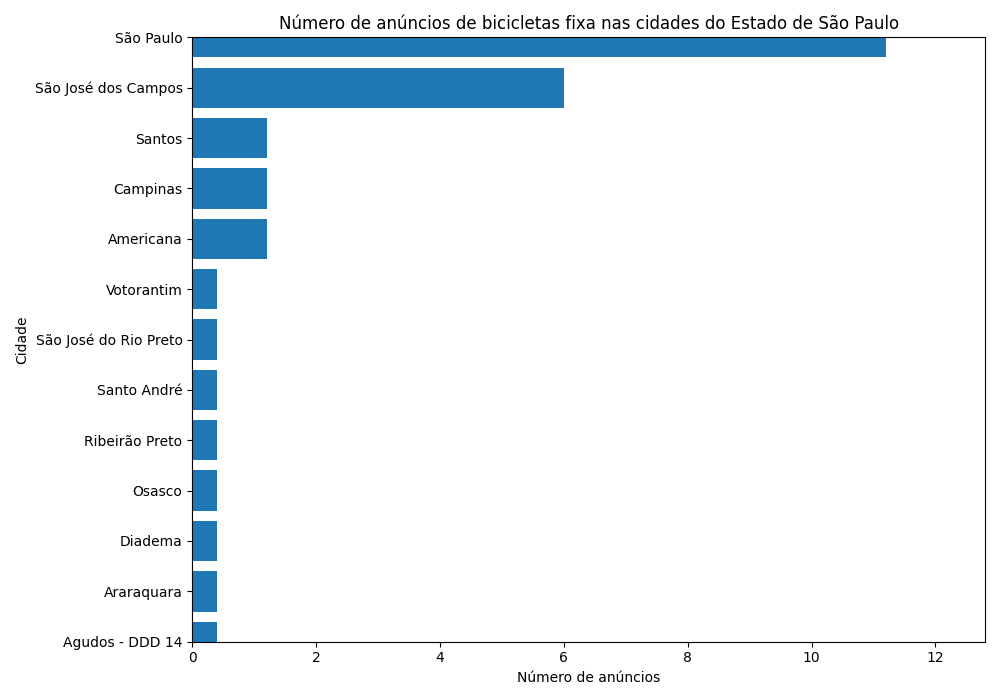 Número de anúncios de bicicletas fixa nas cidades do Estado de São Paulo
São Paulo
São José dos Campos
Santos
Campinas
Americana
Votorantim
São José do Rio Preto
Santo André
Ribeirão Preto
Osasco
Diadema
Araraquara
Agudos - DDD 14
Cidade
0 2 4 6 8 10 12
Número de anúncios